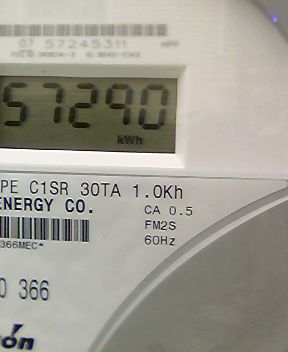 07 57245311
57290
kWh
PE C1SR 30TA 1.0Kh
ENERGY CO.
CA 0.5
FM2S
60Hz
366MEC*
0 366
ón